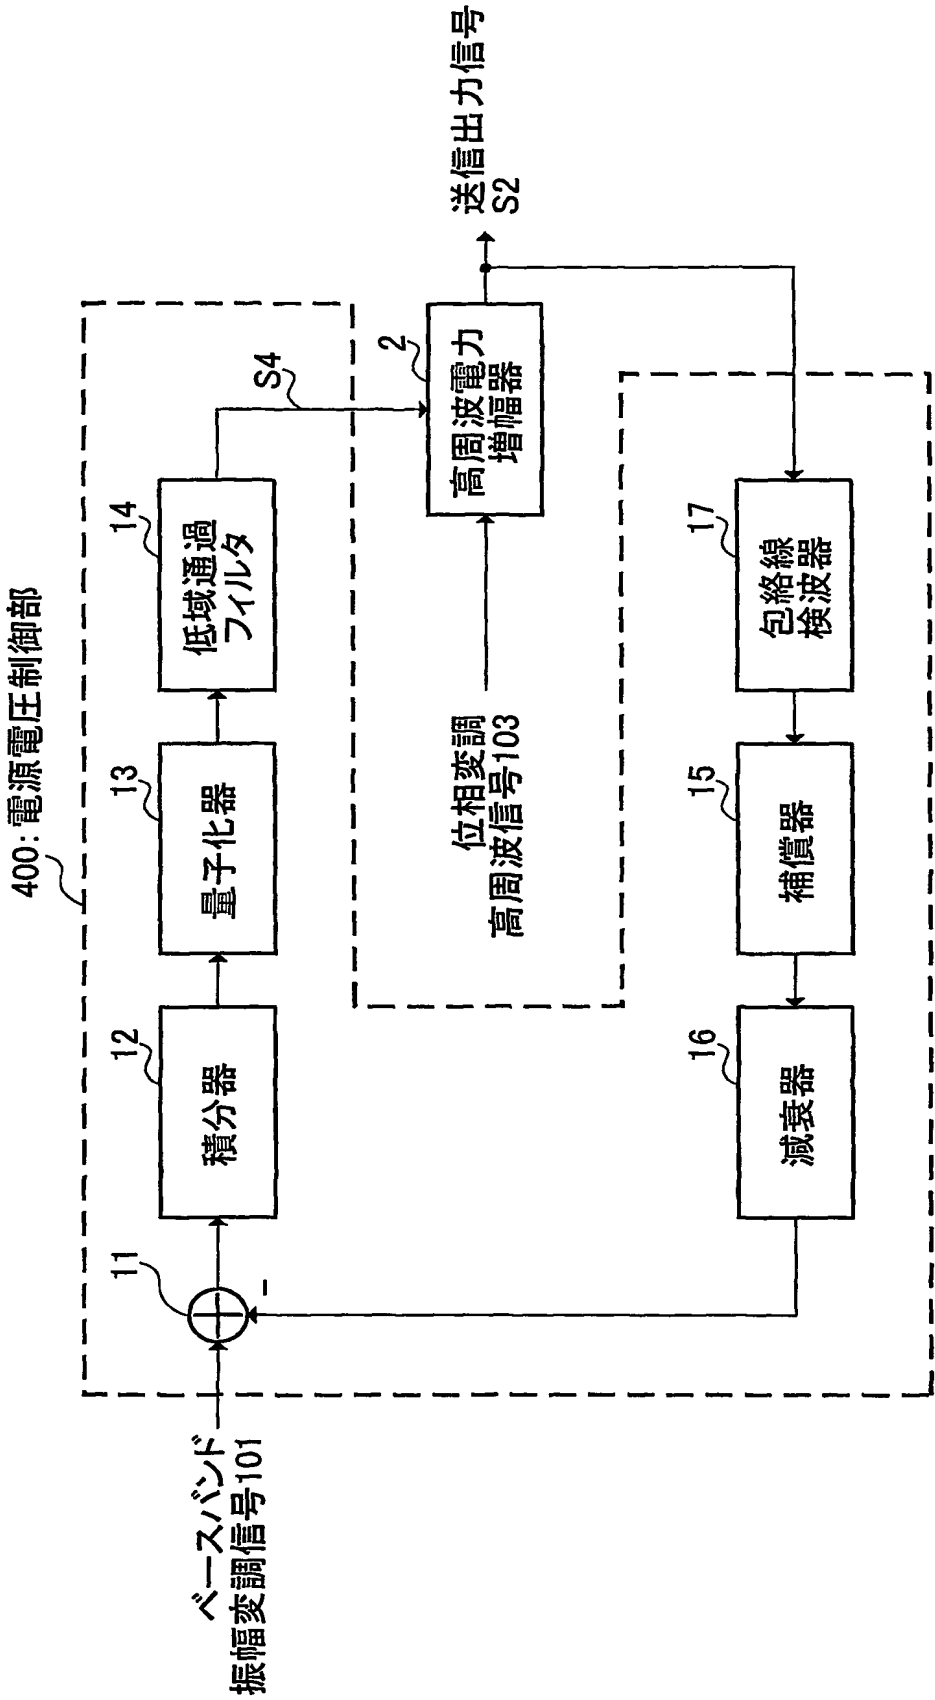 400:電源電圧制御部
ベースバンド
振幅変調信号101
11
-
12
積分器
13
量子化器
14
低域通過
フィルタ
S4
2
高周波電力
増幅器
位相変調
高周波信号103
送信出力信号
S2
17
包絡線
検波器
15
補償器
16
減衰器